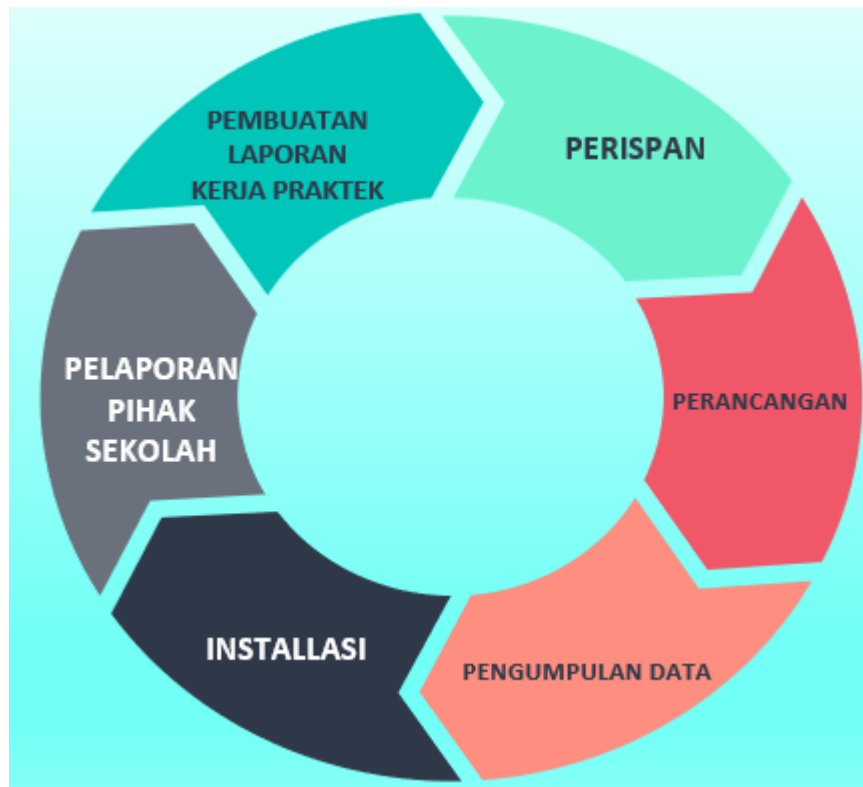 PERISPAN
PERANCANGAN
PENGUMPULAN DATA
INSTALLASI
PELAPORAN
PIHAK
SEKOLAH
PEMBUATAN
LAPORAN
KERJA PRAKTEK